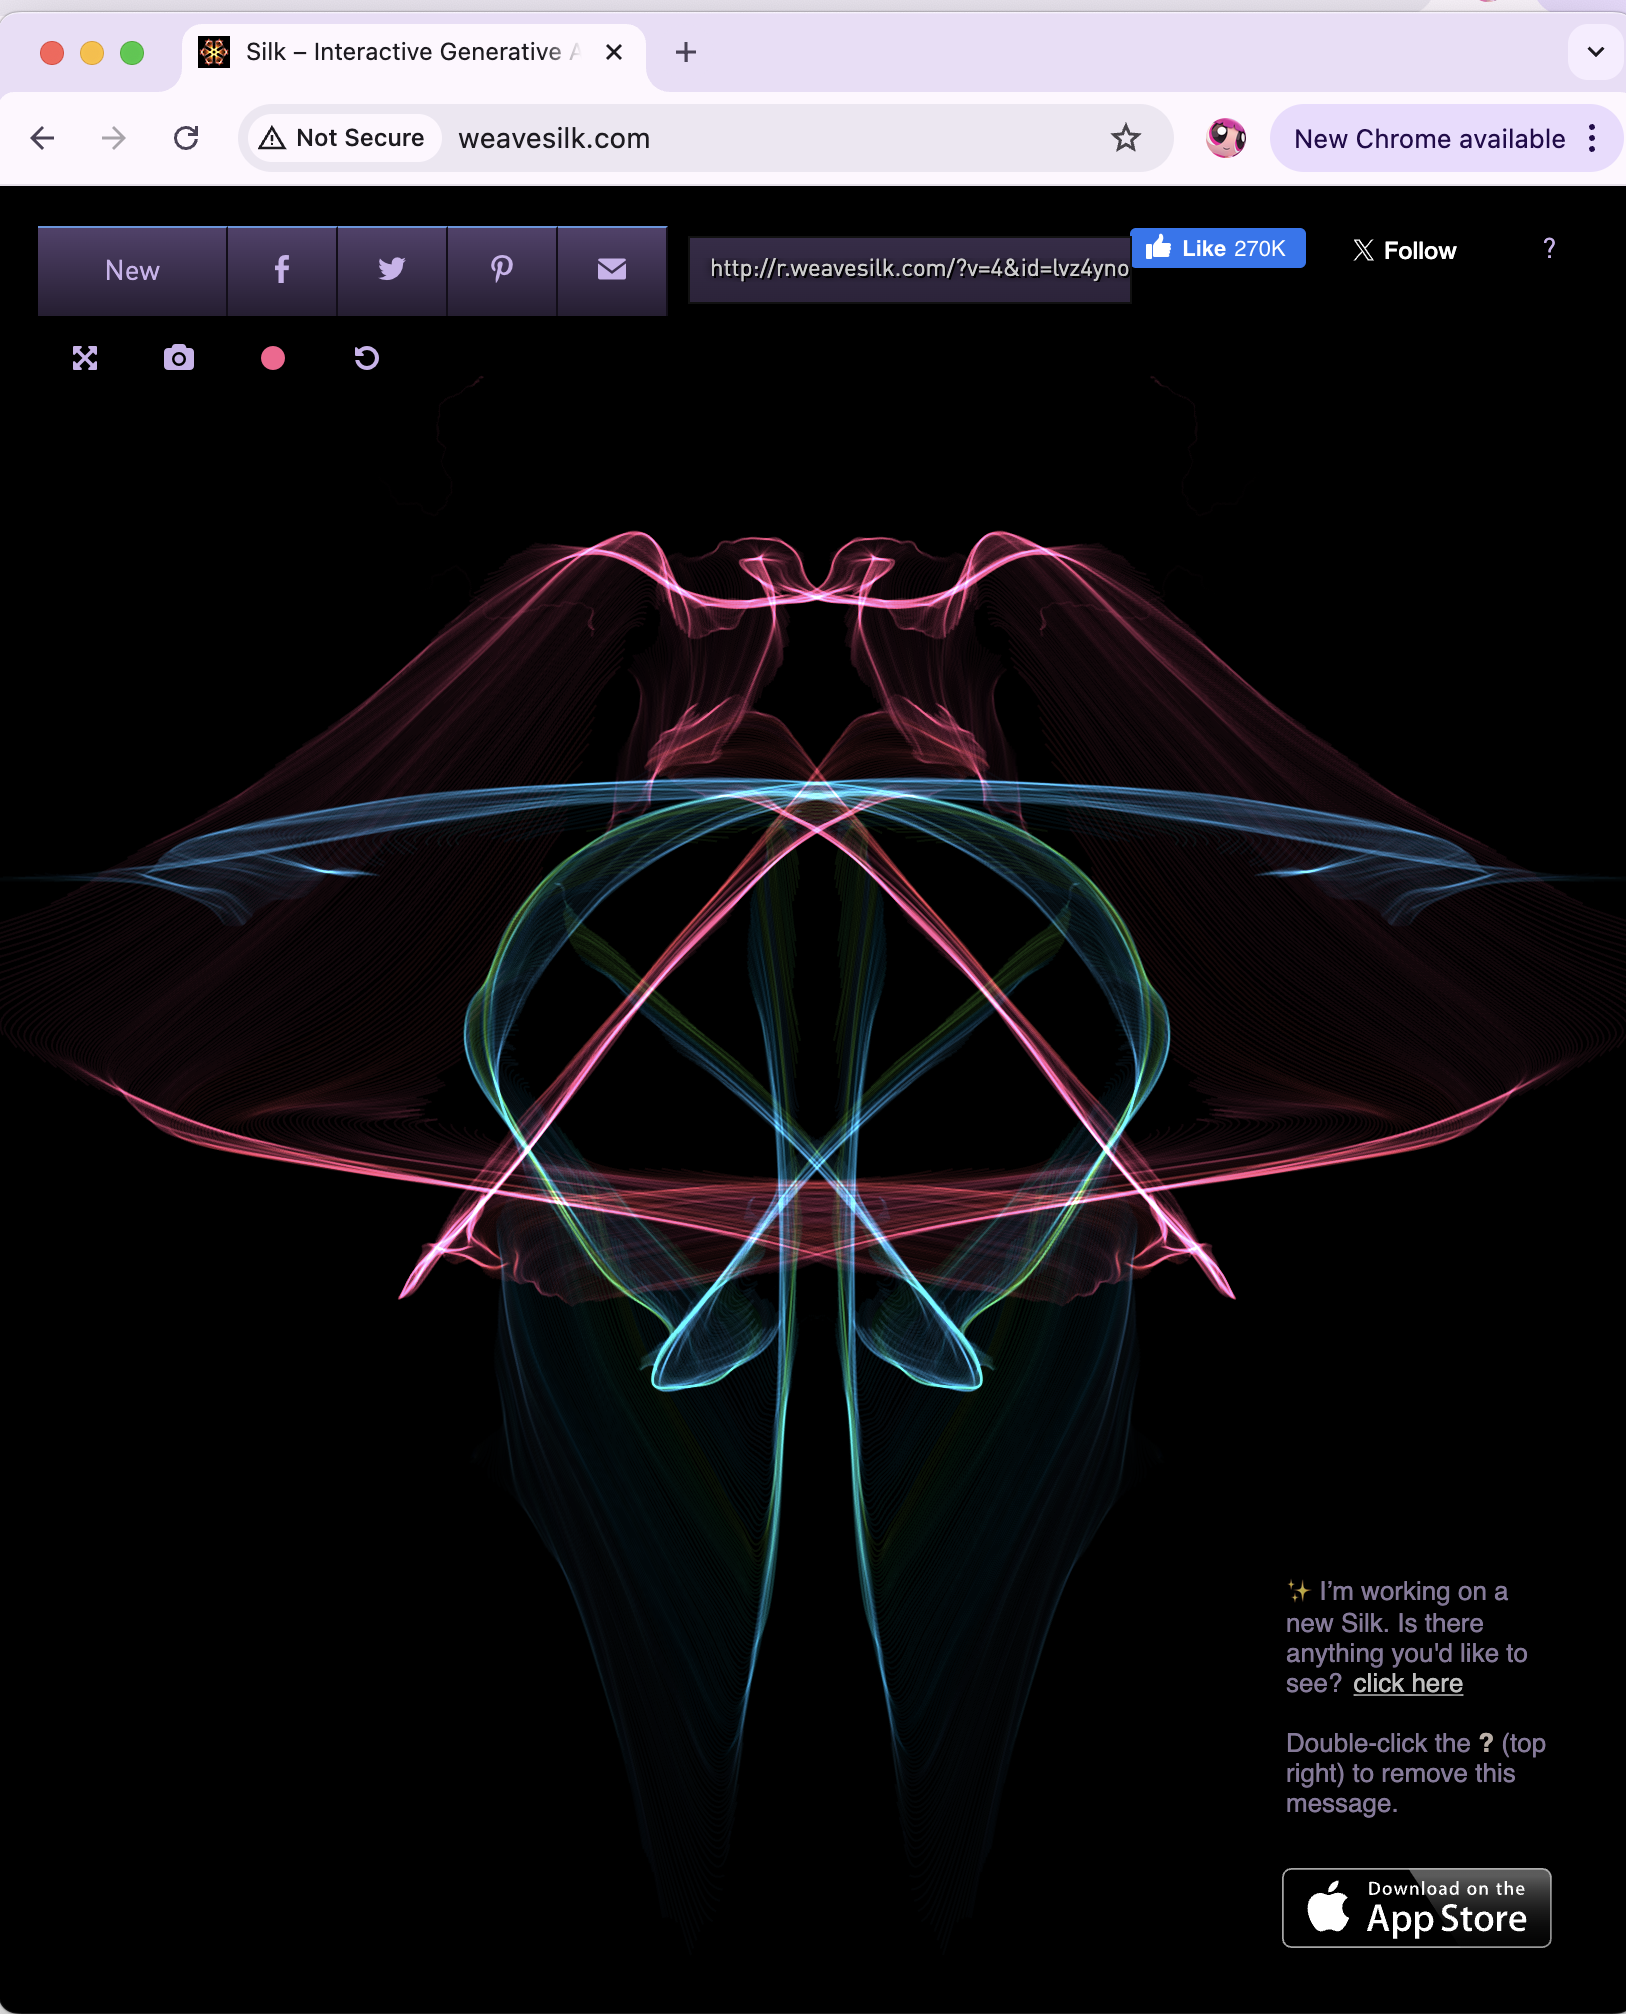 Silk – Interactive Generative A
Not Secure
weavesilk.com
New Chrome available
New
http://r.weavesilk.com/?v=4&id=lvz4yno
Like 270K
Follow
?
✨ I’m working on a
new Silk. Is there
anything you'd like to
see? click here
Double-click the ? (top
right) to remove this
message.
Download on the
App Store